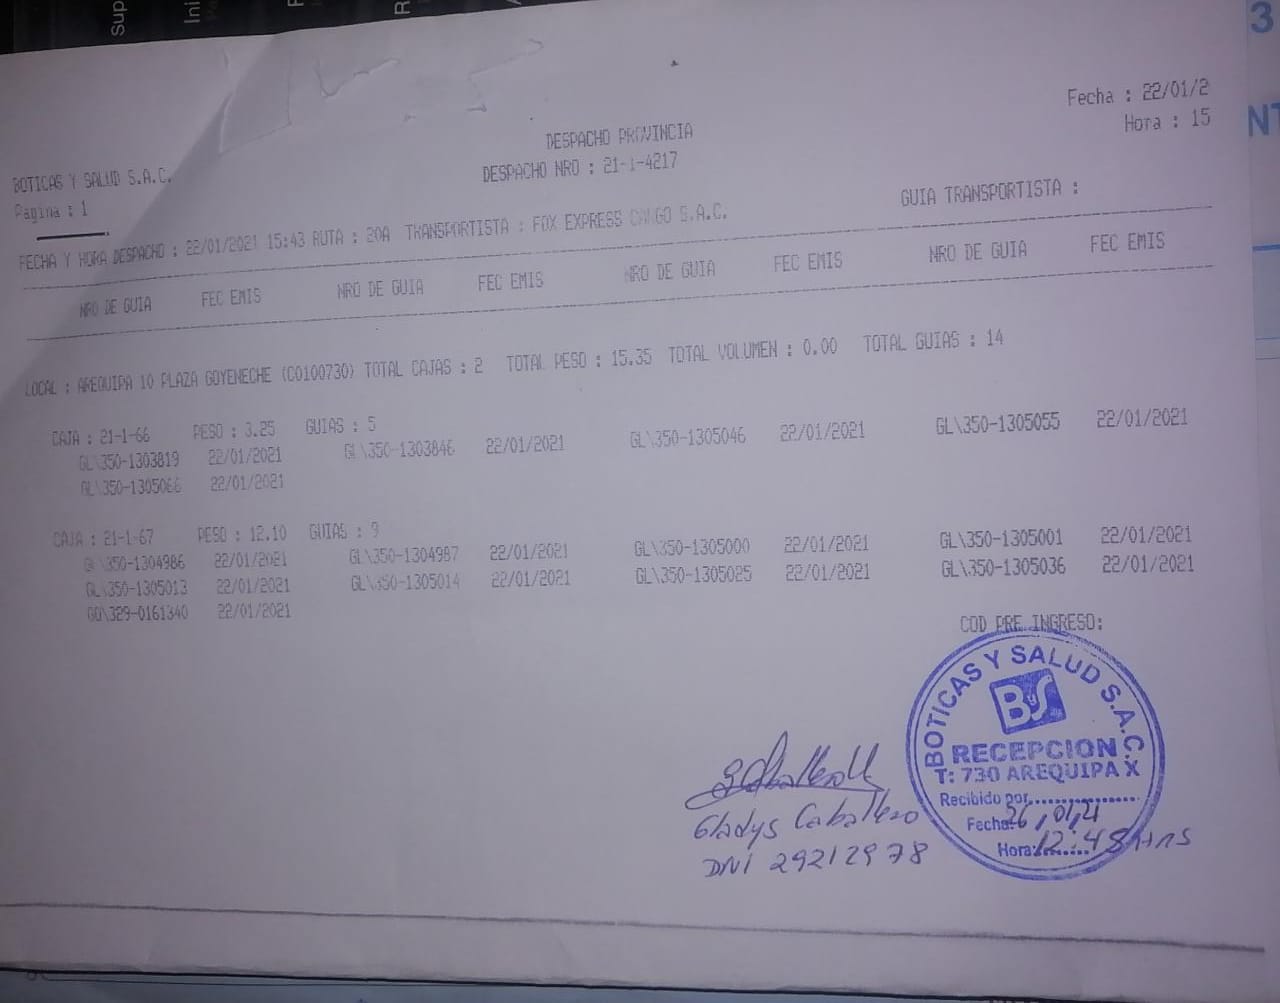 Sup
Ini
Fecha : 22/01/2
Hora : 15
DESPACHO PROVINCIA
DESPACHO NRO : 21-1-4217
BOTICAS Y SALUD S.A.C.
Página : 1
GUIA TRANSPORTISTA :
FECHA Y HORA DESPACHO : 22/01/2021 15:43 RUTA : 20A TRANSPORTISTA : FOX EXPRESS CARGO S.A.C.
NRO DE GUIA FEC EMIS NRO DE GUIA FEC EMIS NRO DE GUIA FEC EMIS NRO DE GUIA FEC EMIS
LOCAL : AREQUIPA 10 PLAZA GOYENECHE (C0100730) TOTAL CAJAS : 2 TOTAL PESO : 15.35 TOTAL VOLUMEN : 0.00 TOTAL GUIAS : 14
CAJA : 21-1-66 PESO : 3.25 GUIAS : 5
GL\350-1303819 22/01/2021 GL\350-1303846 22/01/2021 GL\350-1305046 22/01/2021 GL\350-1305055 22/01/2021
GL\350-1305066 22/01/2021
CAJA : 21-1-67 PESO : 12.10 GUIAS : 9
GL\350-1304986 22/01/2021 GL\350-1304987 22/01/2021 GL\350-1305000 22/01/2021 GL\350-1305001 22/01/2021
GL\350-1305013 22/01/2021 GL\350-1305014 22/01/2021 GL\350-1305025 22/01/2021 GL\350-1305036 22/01/2021
GO\329-0161340 22/01/2021
COD PRE INGRESO:
BOTICAS Y SALUD S.A.C.
ByS
RECEPCION
T: 730 AREQUIPA X
Recibido por
Fecha: 26/01/21
Hora: 12:48 Hrs
Gladys Caballero
DNI 29212978
3
NT